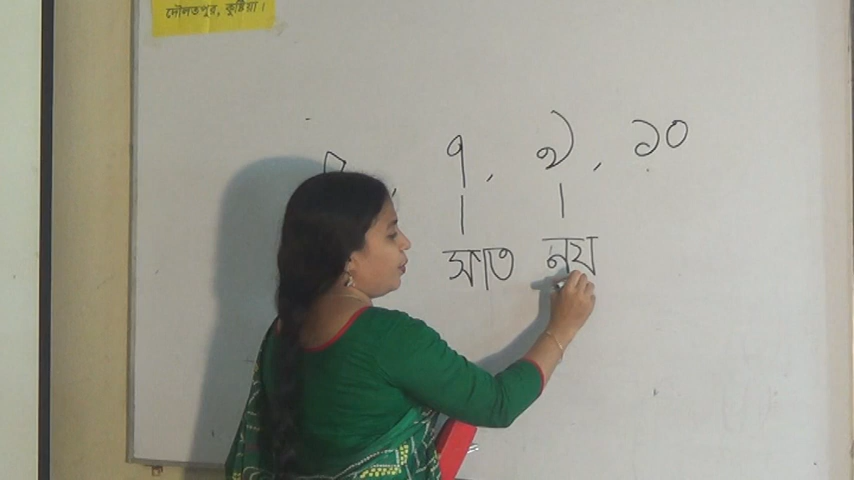 দৌলতপুর, কুষ্টিয়া।
৭, ৯, ১০
সাত নয়